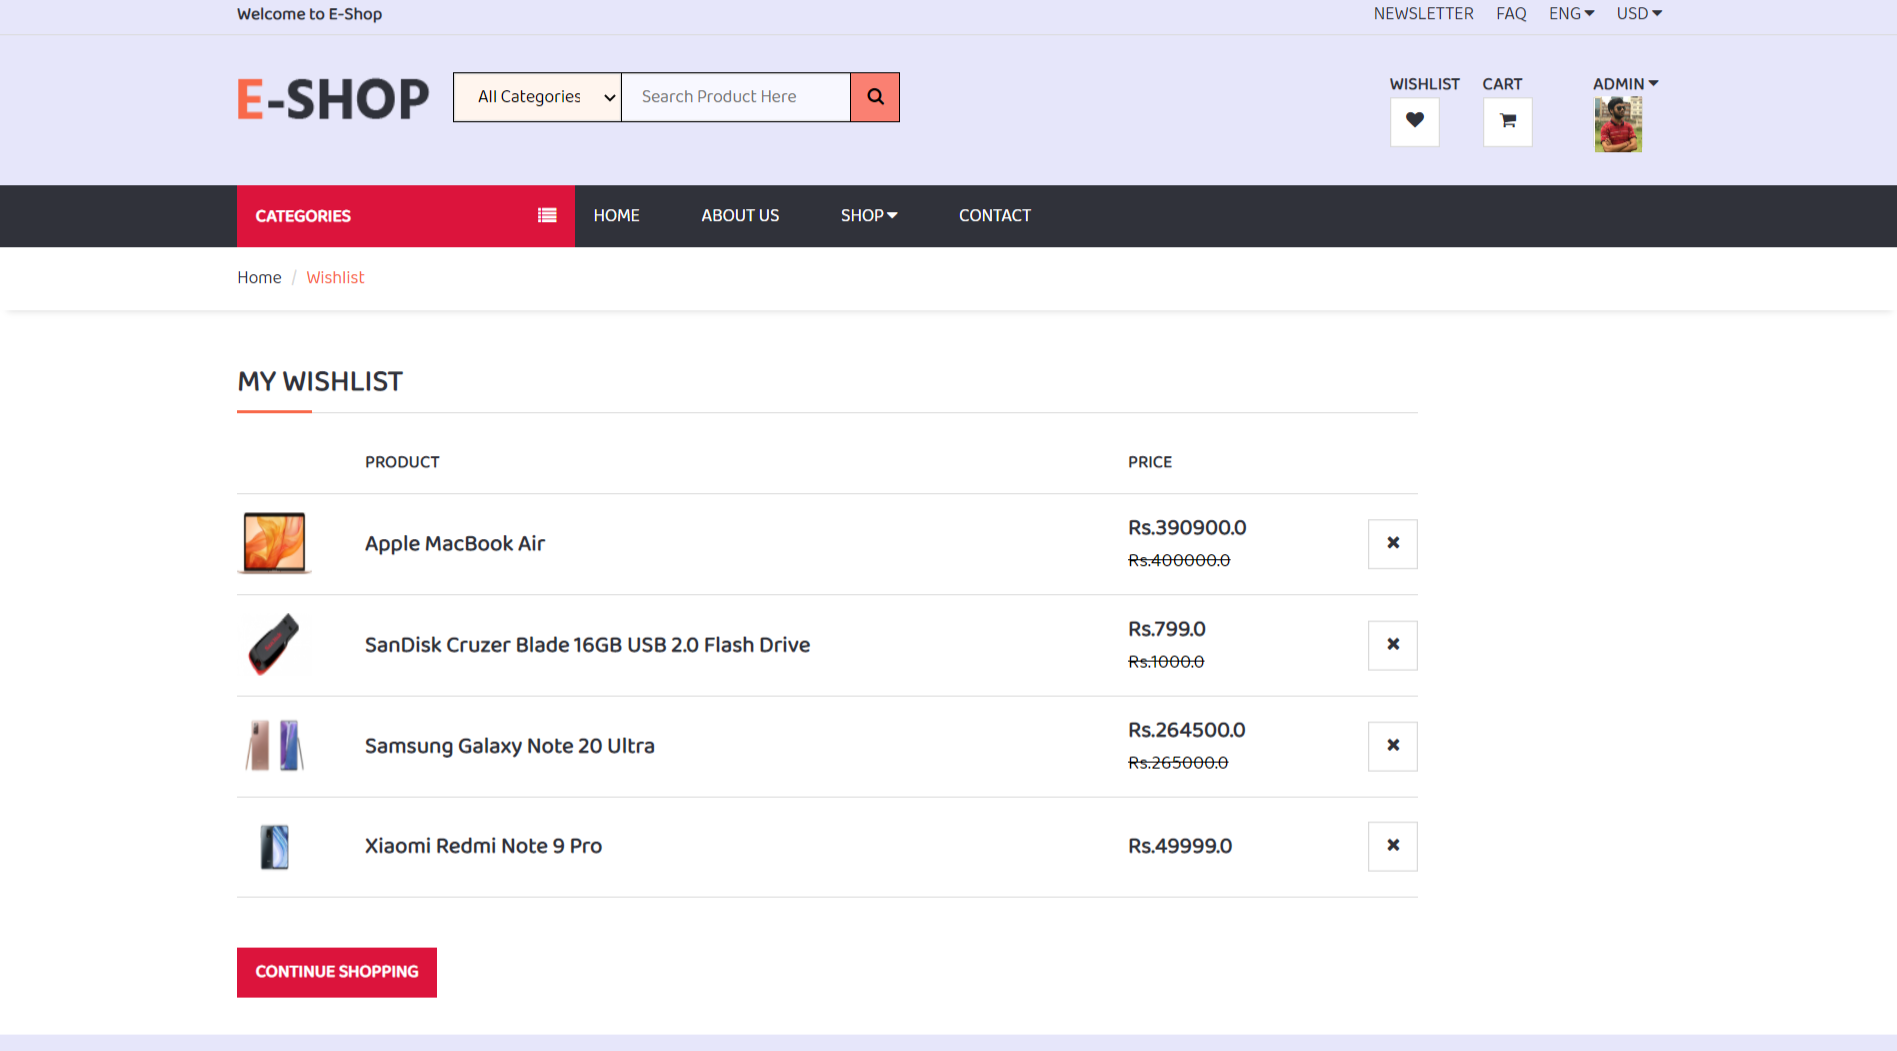 Welcome to E-Shop
NEWSLETTER FAQ ENG USD
E-SHOP
All Categories
Search Product Here
WISHLIST CART ADMIN
CATEGORIES HOME ABOUT US SHOP CONTACT
Home / Wishlist
MY WISHLIST
PRODUCT PRICE
Apple MacBook Air
Rs.390900.0
Rs.400000.0
SanDisk Cruzer Blade 16GB USB 2.0 Flash Drive
Rs.799.0
Rs.1000.0
Samsung Galaxy Note 20 Ultra
Rs.264500.0
Rs.265000.0
Xiaomi Redmi Note 9 Pro
Rs.49999.0
CONTINUE SHOPPING